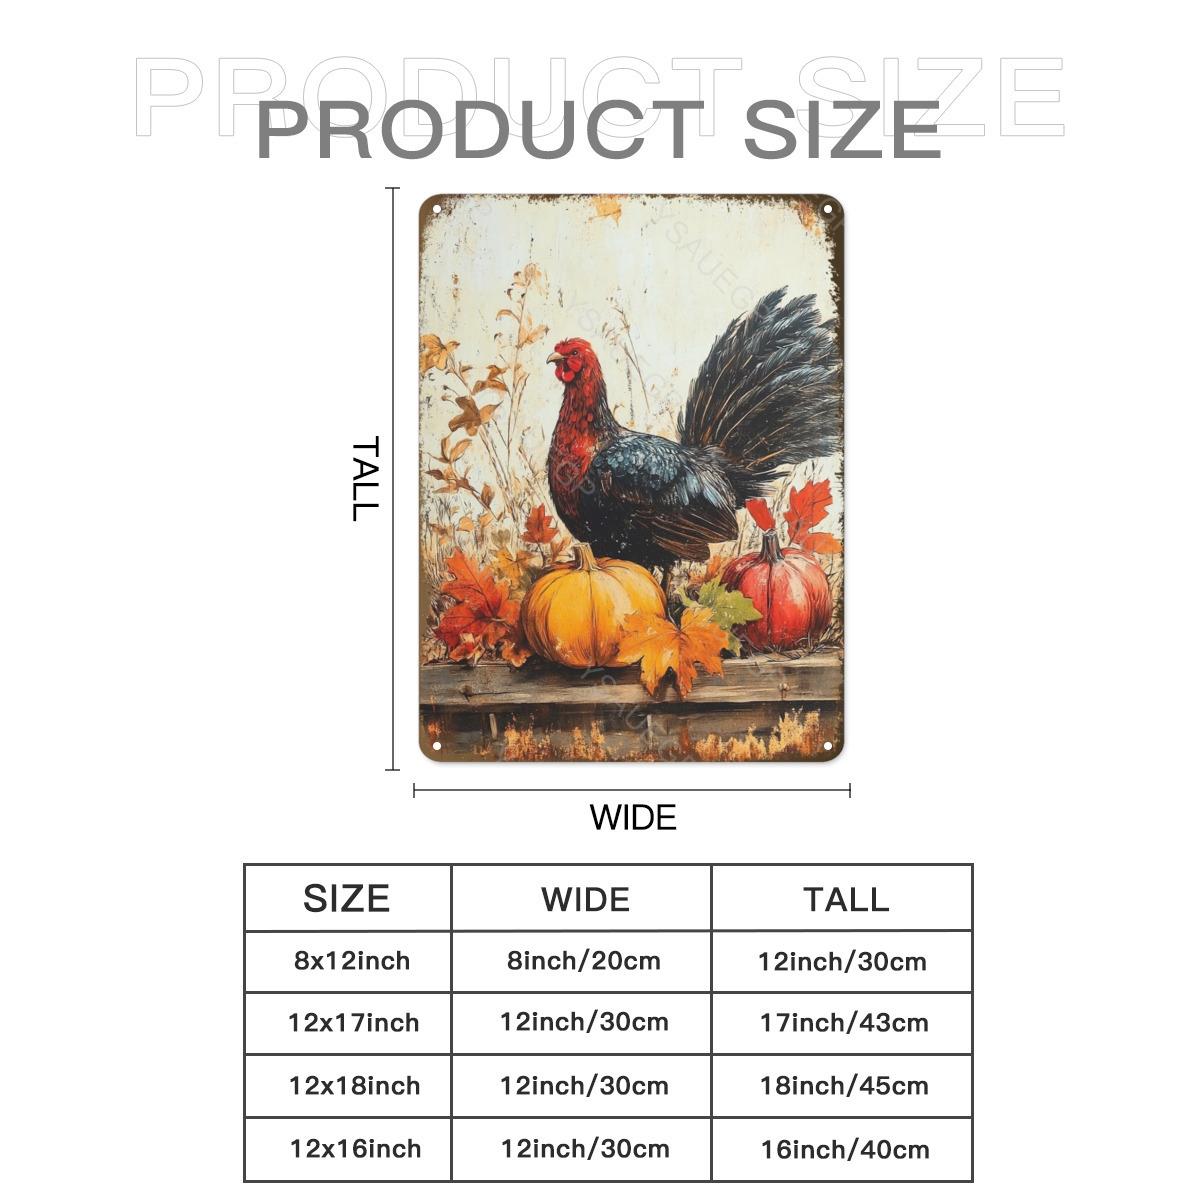 PRODUCT SIZE
PRODUCT SIZE
TALL
WIDE
SIZE WIDE TALL
8x12inch 8inch/20cm 12inch/30cm
12x17inch 12inch/30cm 17inch/43cm
12x18inch 12inch/30cm 18inch/45cm
12x16inch 12inch/30cm 16inch/40cm